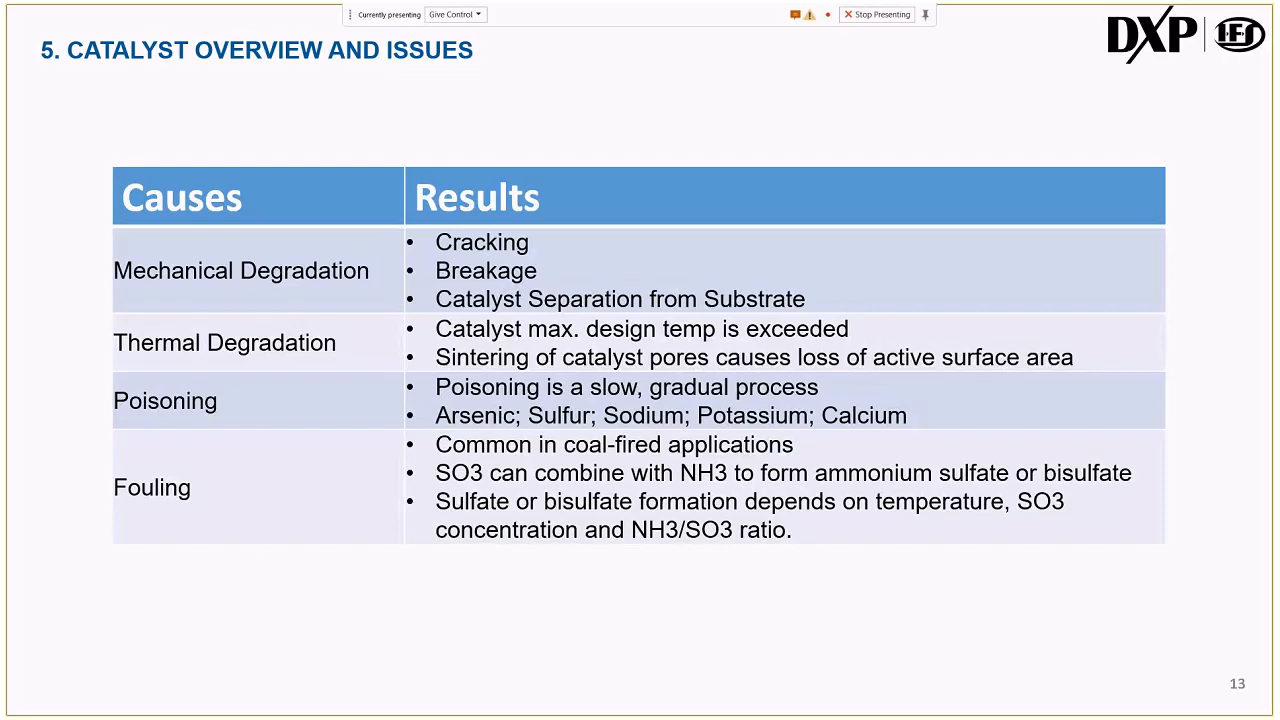 Currently presenting Give Control Stop Presenting
5. CATALYST OVERVIEW AND ISSUES
DXP IFS
Causes Results
Mechanical Degradation
• Cracking
• Breakage
• Catalyst Separation from Substrate
Thermal Degradation
• Catalyst max. design temp is exceeded
• Sintering of catalyst pores causes loss of active surface area
Poisoning
• Poisoning is a slow, gradual process
• Arsenic; Sulfur; Sodium; Potassium; Calcium
Fouling
• Common in coal-fired applications
• SO3 can combine with NH3 to form ammonium sulfate or bisulfate
• Sulfate or bisulfate formation depends on temperature, SO3
concentration and NH3/SO3 ratio.
13